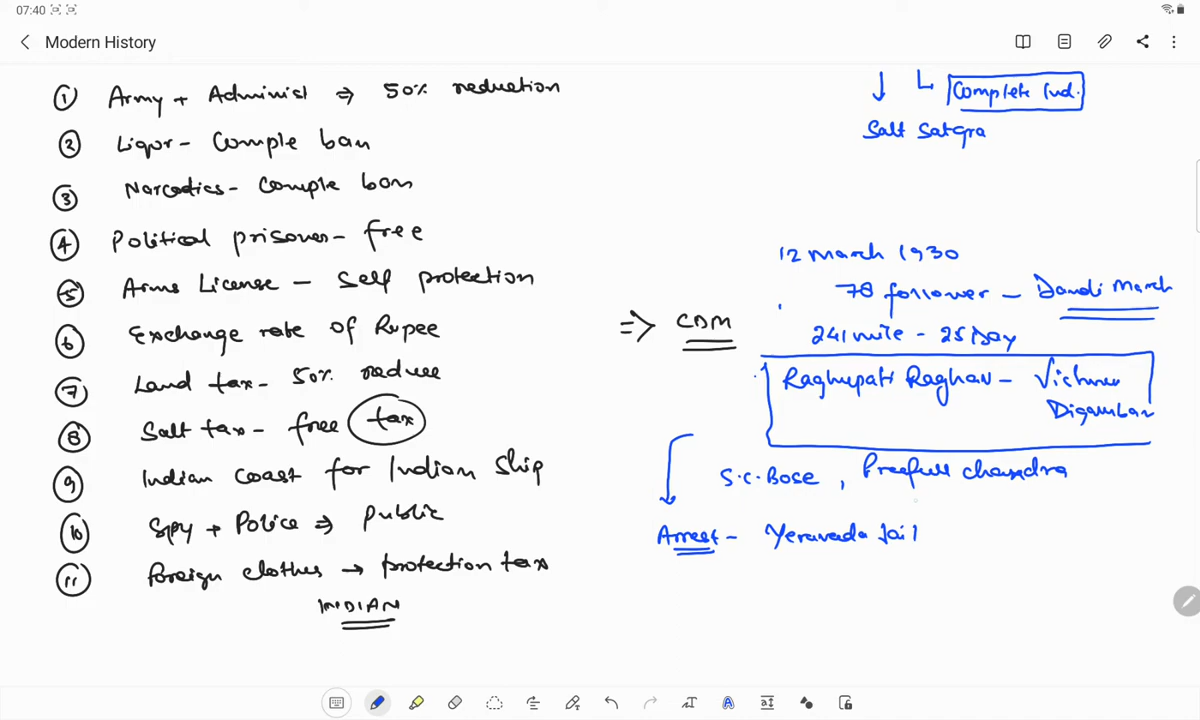 07:40
Modern History
① Army + Administ ⇒ 50% reduction
② Liqor - Comple ban
③ Narcodics - Comple ban
④ Political prisoner - free
⑤ Arms License - Self protection
⑥ Exchange rate of Rupee
⑦ Land tax - 50% reduce
⑧ Salt tax - free tax
⑨ Indian Coast for Indian Ship
⑩ Spy + Police ⇒ public
⑪ foreign clothes → protection tax
INDIAN
Complete Ind.
Salt Satgra
12 march 1930
78 follower - Dandi March
⇒ CDM
241 mile - 25 Day
Raghupati Raghav - Vishnu
Digambar
S.C. Bose , Preafull chandra
Arrest - Yeravada Jail